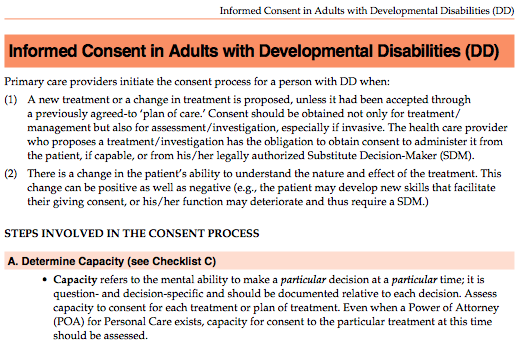 Informed Consent in Adults with Developmental Disabilities (DD)
Informed Consent in Adults with Developmental Disabilities (DD)
Primary care providers initiate the consent process for a person with DD when:
(1) A new treatment or a change in treatment is proposed, unless it had been accepted through
a previously agreed-to ‘plan of care.’ Consent should be obtained not only for treatment/
management but also for assessment/investigation, especially if invasive. The health care provider
who proposes a treatment/investigation has the obligation to obtain consent to administer it from
the patient, if capable, or from his/her legally authorized Substitute Decision-Maker (SDM).
(2) There is a change in the patient’s ability to understand the nature and effect of the treatment. This
change can be positive as well as negative (e.g., the patient may develop new skills that facilitate
their giving consent, or his/her function may deteriorate and thus require a SDM.)
STEPS INVOLVED IN THE CONSENT PROCESS
A. Determine Capacity (see Checklist C)
• Capacity refers to the mental ability to make a particular decision at a particular time; it is
question- and decision-specific and should be documented relative to each decision. Assess
capacity to consent for each treatment or plan of treatment. Even when a Power of Attorney
(POA) for Personal Care exists, capacity for consent to the particular treatment at this time
should be assessed.